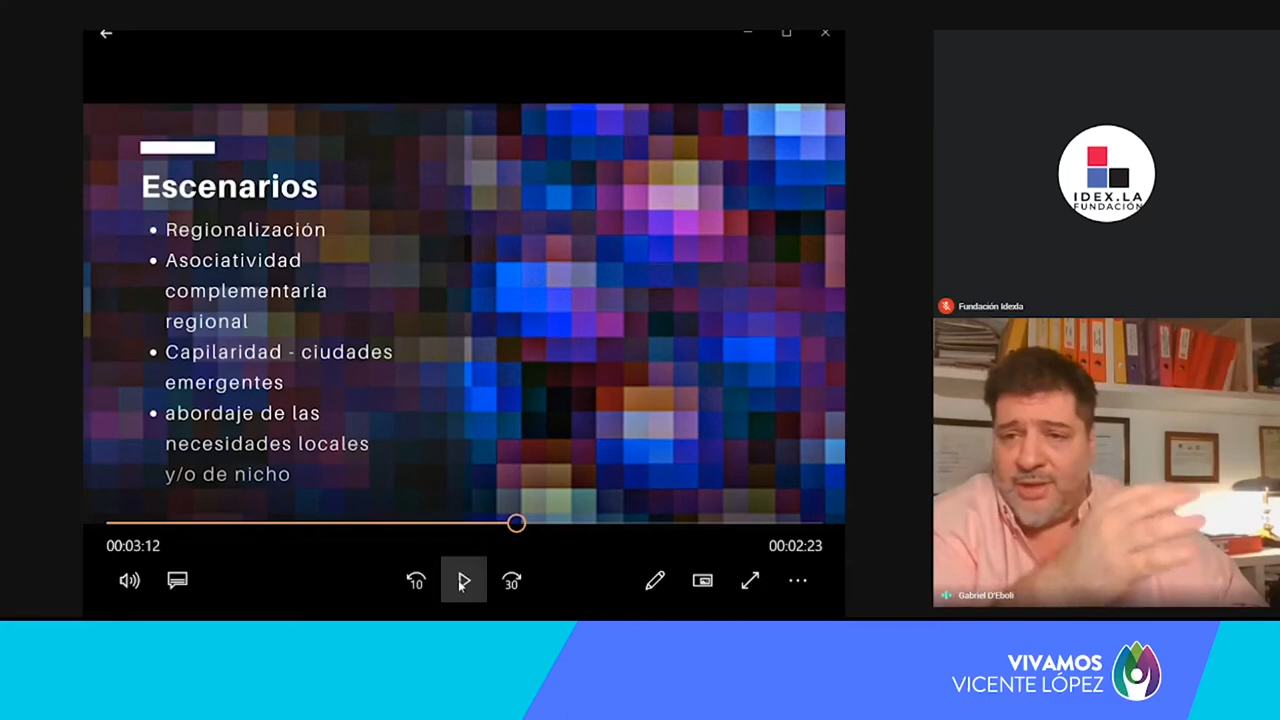 Escenarios
Regionalización
Asociatividad
complementaria
regional
Capilaridad - ciudades
emergentes
abordaje de las
necesidades locales
y/o de nicho
00:03:12
00:02:23
10
30
IDEX.LA
FUNDACIÓN
Fundación Idexla
Gabriel D'Eboli
VIVAMOS
VICENTE LÓPEZ